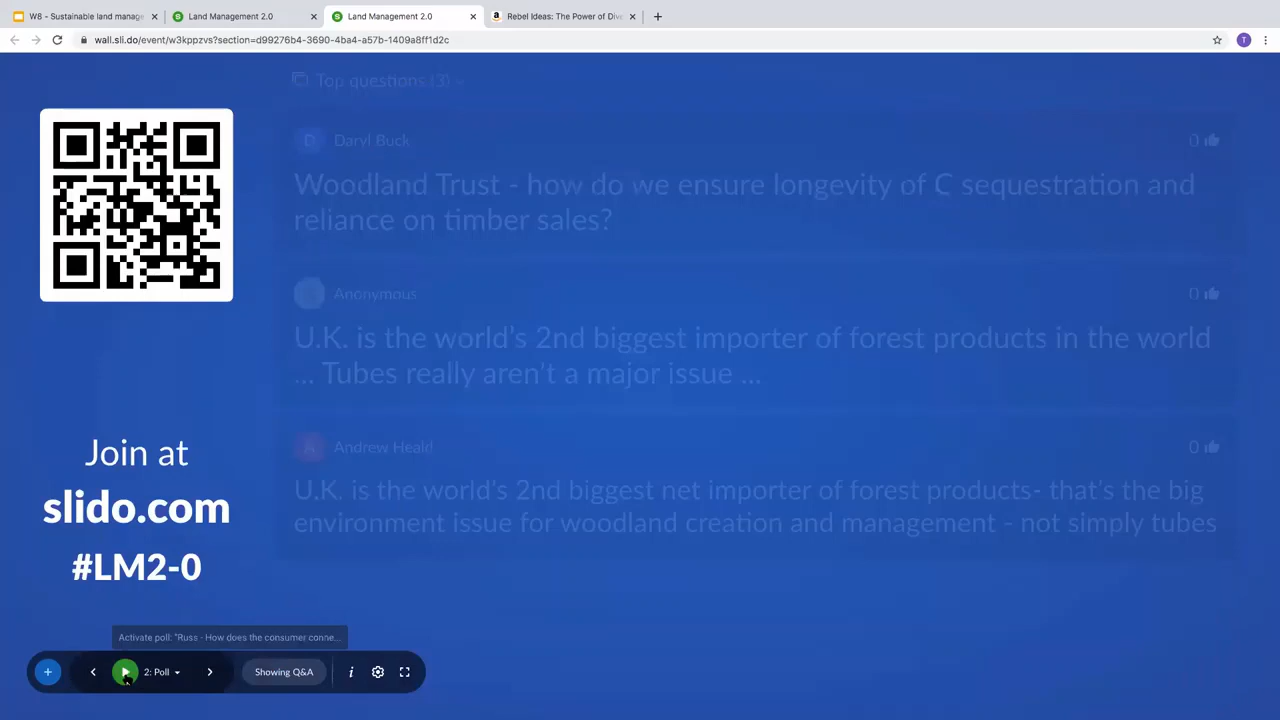 W8 - Sustainable land manage
Land Management 2.0
Land Management 2.0
Rebel Ideas: The Power of Dive
wall.sli.do/event/w3kppzvs?section=d99276b4-3690-4ba4-a57b-1409a8ff1d2c
T
Top questions (3)
D Daryl Buck 0
Woodland Trust - how do we ensure longevity of C sequestration and
reliance on timber sales?
Anonymous 0
U.K. is the world's 2nd biggest importer of forest products in the world
... Tubes really aren't a major issue ...
A Andrew Heald 0
U.K. is the world's 2nd biggest net importer of forest products- that's the big
environment issue for woodland creation and management - not simply tubes
Join at
slido.com
#LM2-0
Activate poll: "Russ - How does the consumer conne...
2: Poll
Showing Q&A